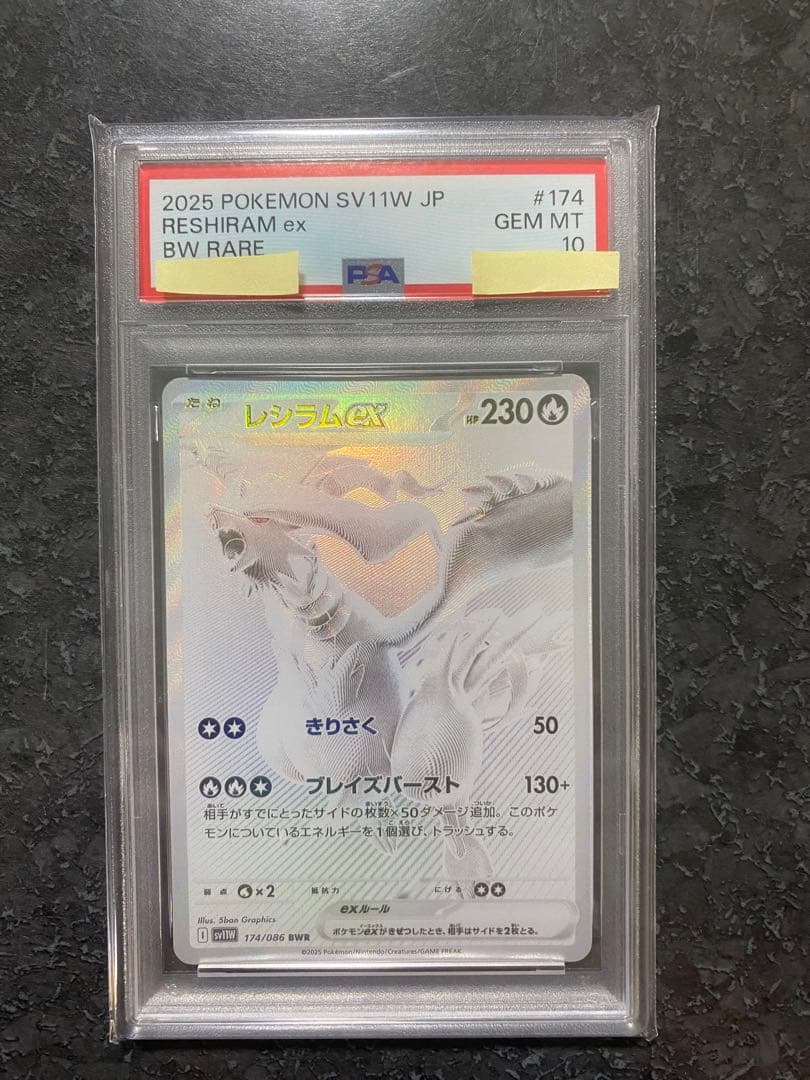 2025 POKEMON SV11W JP #174
RESHIRAM ex GEM MT
BW RARE 10
PSA
たね レシラムex HP230
きりさく 50
ブレイズバースト 130+
相手がすでにとったサイドの枚数×50ダメージ追加。このポケ
モンについているエネルギーを1個選び、トラッシュする。
弱点 ×2 抵抗力 にげる
exルール
ポケモンexがきぜつしたとき、相手はサイドを2枚とる。
Illus. 5ban Graphics
I sv11W 174/086 BWR
©2025 Pokémon/Nintendo/Creatures/GAME FREAK